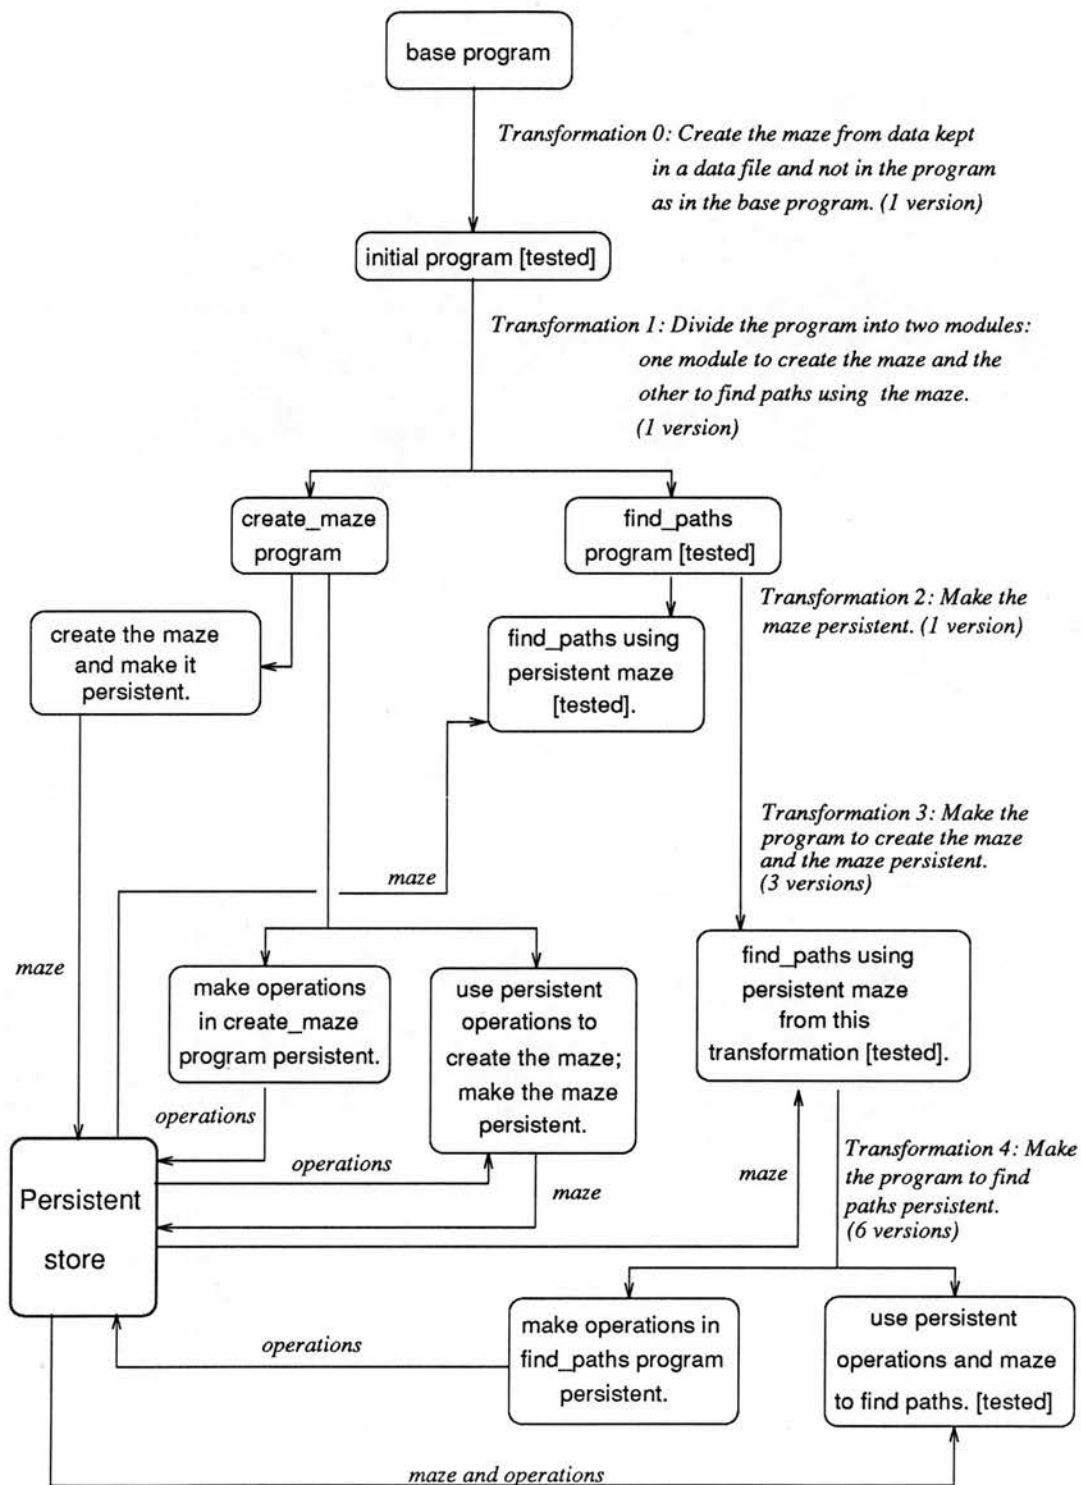 base program
Transformation 0: Create the maze from data kept
in a data file and not in the program
as in the base program. (1 version)
initial program [tested]
Transformation 1: Divide the program into two modules:
one module to create the maze and the
other to find paths using the maze.
(1 version)
create_maze
program
find_paths
program [tested]
Transformation 2: Make the
maze persistent. (1 version)
create the maze
and make it
persistent.
find_paths using
persistent maze
[tested].
Transformation 3: Make the
program to create the maze
and the maze persistent.
(3 versions)
maze
maze
make operations
in create_maze
program persistent.
use persistent
operations to
create the maze;
make the maze
persistent.
find_paths using
persistent maze
from this
transformation [tested].
operations
operations
maze
maze
Transformation 4: Make
the program to find
paths persistent.
(6 versions)
Persistent
store
operations
make operations in
find_paths program
persistent.
use persistent
operations and maze
to find paths. [tested]
maze and operations